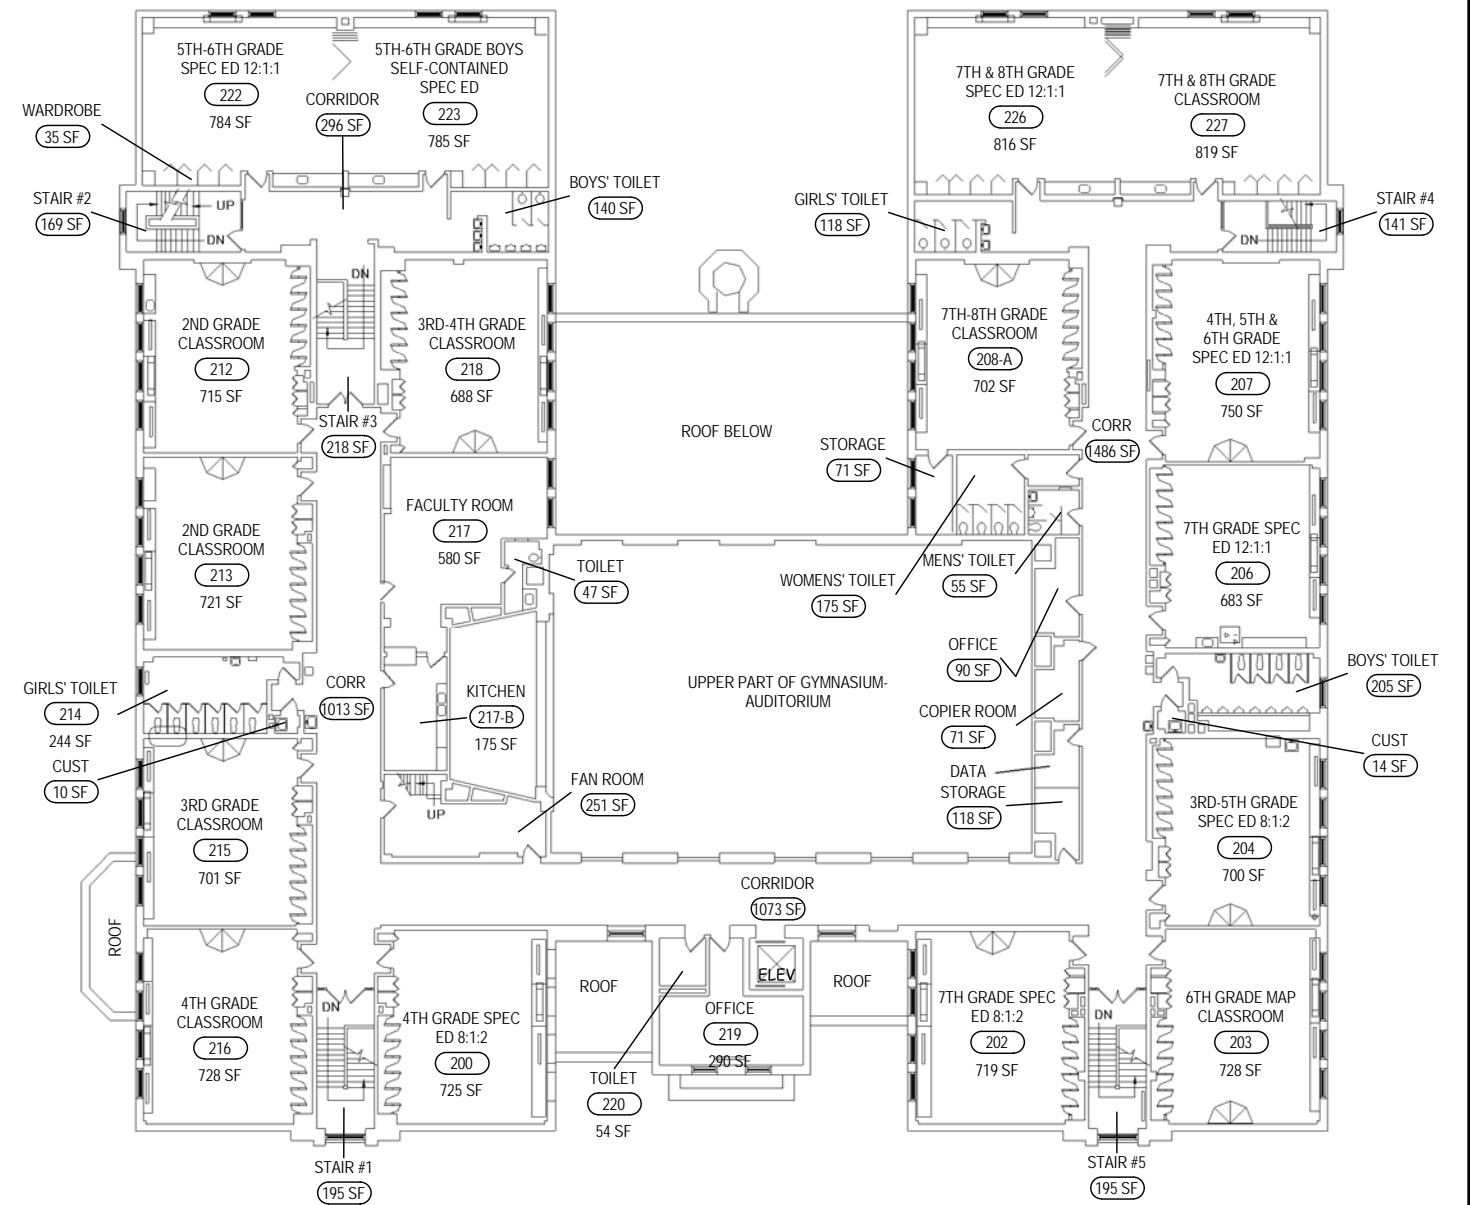 5TH-6TH GRADE
SPEC ED 12:1:1
222
784 SF
5TH-6TH GRADE BOYS
SELF-CONTAINED
SPEC ED
223
785 SF
CORRIDOR
296 SF
WARDROBE
35 SF
STAIR #2
169 SF
UP
DN
BOYS' TOILET
140 SF
7TH & 8TH GRADE
SPEC ED 12:1:1
226
816 SF
7TH & 8TH GRADE
CLASSROOM
227
819 SF
GIRLS' TOILET
118 SF
STAIR #4
141 SF
DN
DN
2ND GRADE
CLASSROOM
212
715 SF
3RD-4TH GRADE
CLASSROOM
218
688 SF
STAIR #3
218 SF
ROOF BELOW
7TH-8TH GRADE
CLASSROOM
208-A
702 SF
4TH, 5TH &
6TH GRADE
SPEC ED 12:1:1
207
750 SF
CORR
1486 SF
STORAGE
71 SF
2ND GRADE
CLASSROOM
213
721 SF
FACULTY ROOM
217
580 SF
TOILET
47 SF
WOMENS' TOILET
175 SF
MENS' TOILET
55 SF
7TH GRADE SPEC
ED 12:1:1
206
683 SF
OFFICE
90 SF
GIRLS' TOILET
214
244 SF
CORR
1013 SF
KITCHEN
217-B
175 SF
UPPER PART OF GYMNASIUM-
AUDITORIUM
COPIER ROOM
71 SF
BOYS' TOILET
205 SF
CUST
10 SF
CUST
14 SF
FAN ROOM
251 SF
UP
DATA
STORAGE
118 SF
3RD GRADE
CLASSROOM
215
701 SF
3RD-5TH GRADE
SPEC ED 8:1:2
204
700 SF
CORRIDOR
1073 SF
ROOF
4TH GRADE
CLASSROOM
216
728 SF
DN
4TH GRADE SPEC
ED 8:1:2
200
725 SF
ROOF
ELEV
OFFICE
219
290 SF
ROOF
TOILET
220
54 SF
7TH GRADE SPEC
ED 8:1:2
202
719 SF
DN
6TH GRADE MAP
CLASSROOM
203
728 SF
STAIR #1
195 SF
STAIR #5
195 SF